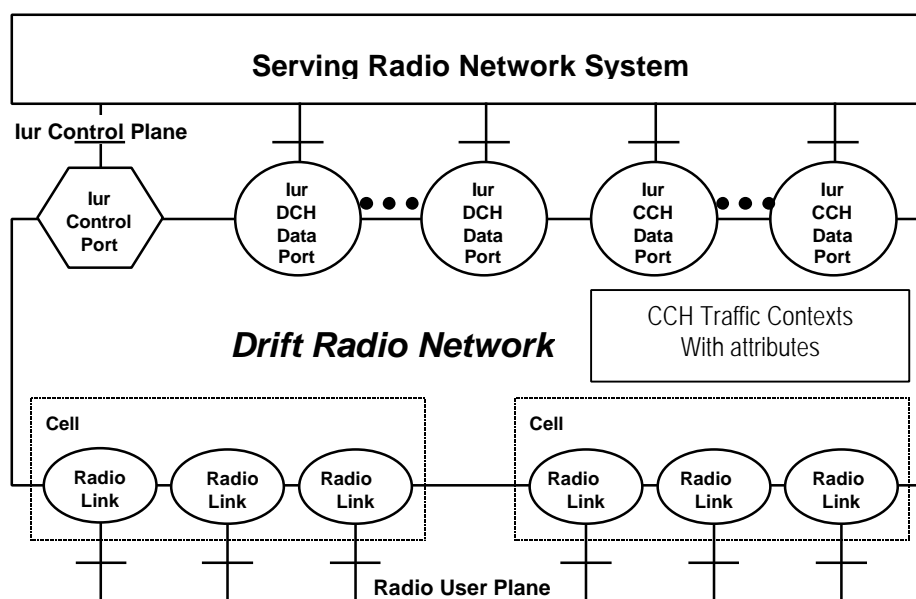 Serving Radio Network System
Iur Control Plane
Iur
Control
Port
Iur
DCH
Data
Port
Iur
DCH
Data
Port
Iur
CCH
Data
Port
Iur
CCH
Data
Port
CCH Traffic Contexts
With attributes
Drift Radio Network
Cell
Radio
Link
Radio
Link
Radio
Link
Cell
Radio
Link
Radio
Link
Radio
Link
Radio User Plane